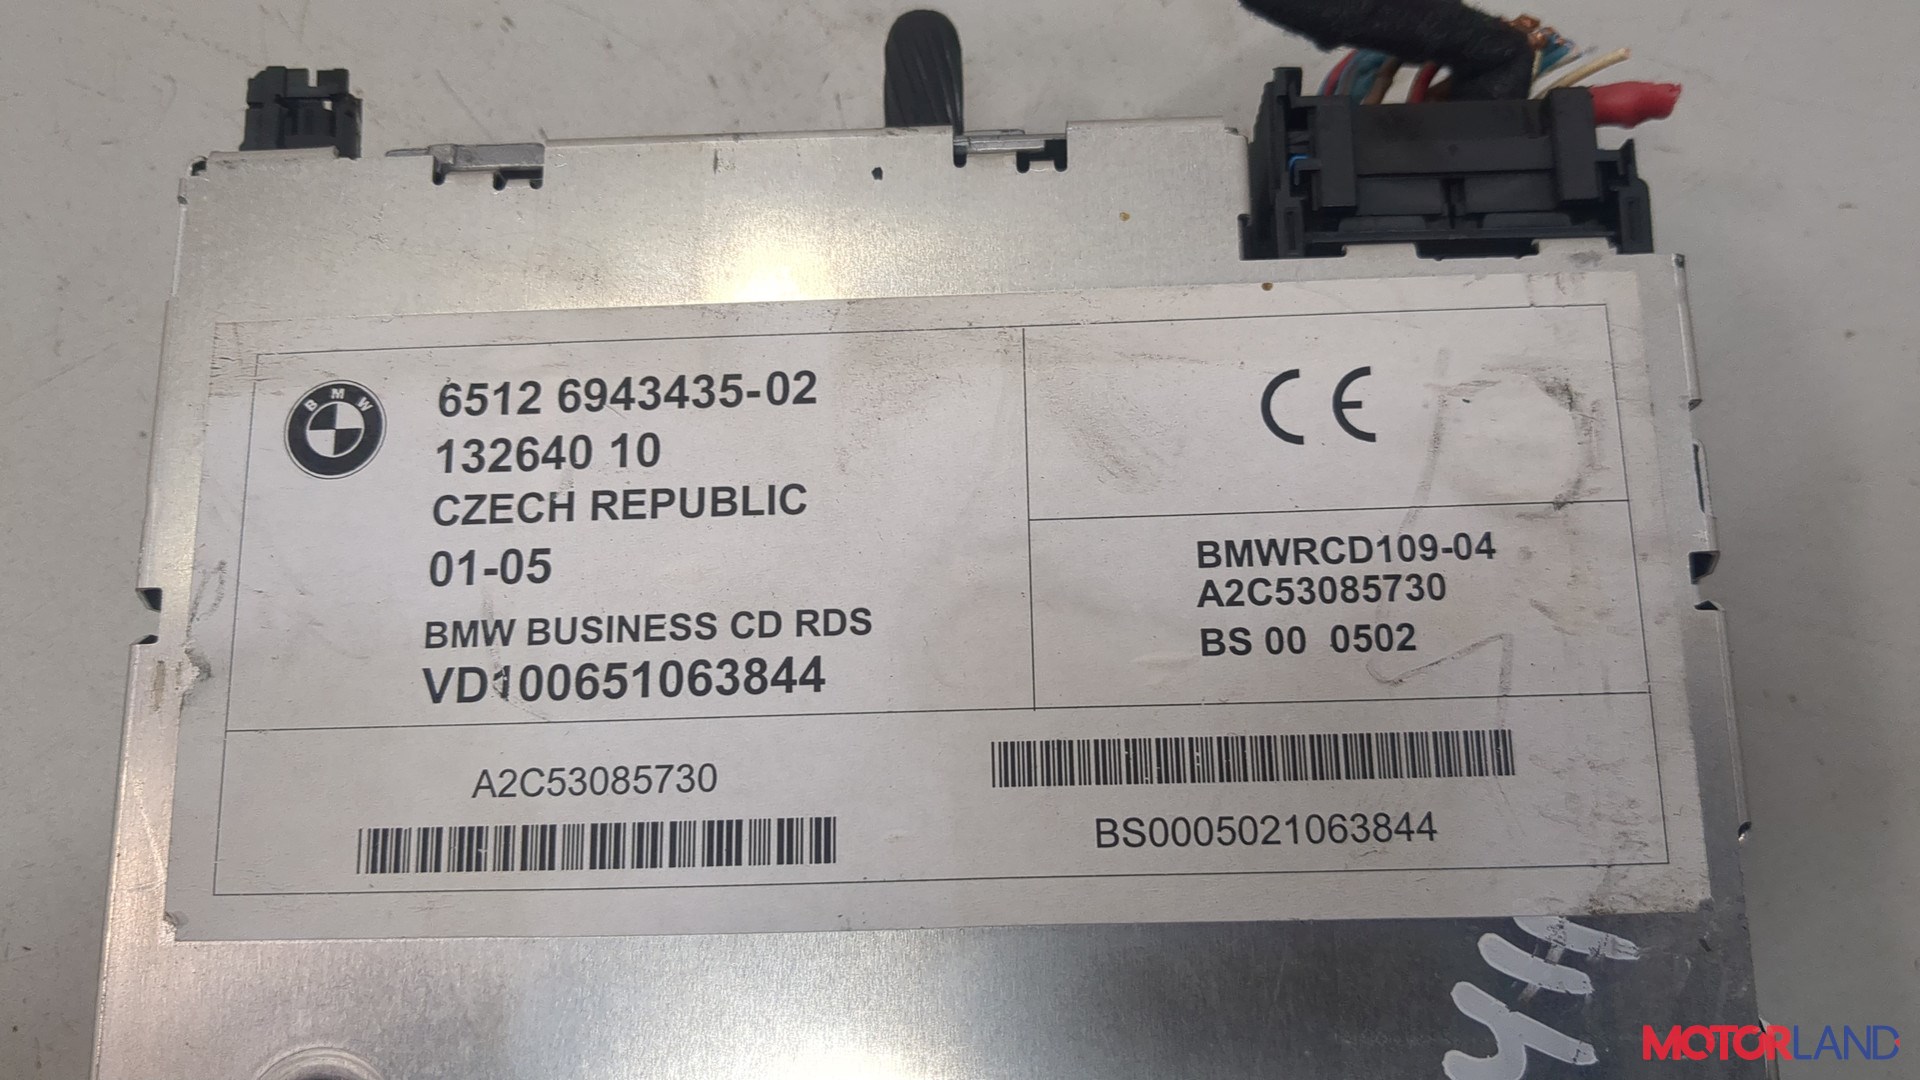 BMW
6512 6943435-02
132640 10
CZECH REPUBLIC
01-05
BMW BUSINESS CD RDS
VD100651063844
CE
BMWRCD109-04
A2C53085730
BS 00 0502
A2C53085730
BS0005021063844
MOTORLAND